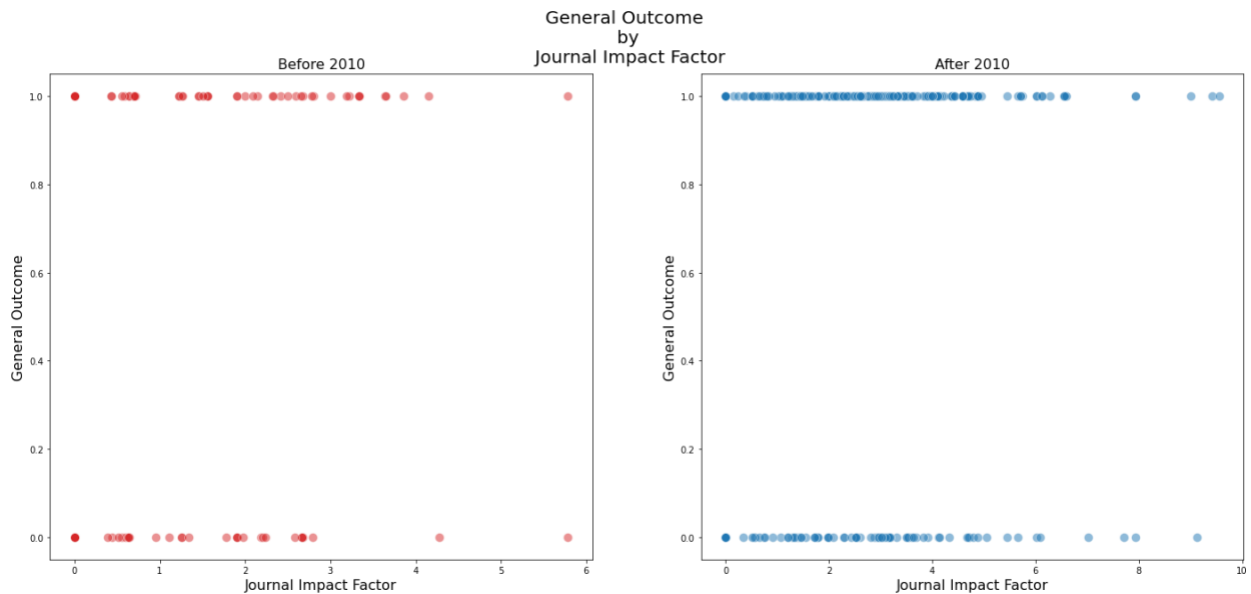 General Outcome
by
Journal Impact Factor
Before 2010
1.0
0.8
0.6
0.4
0.2
0.0
General Outcome
0
1
2
3
4
5
6
Journal Impact Factor
After 2010
1.0
0.8
0.6
0.4
0.2
0.0
General Outcome
0
2
4
6
8
10
Journal Impact Factor